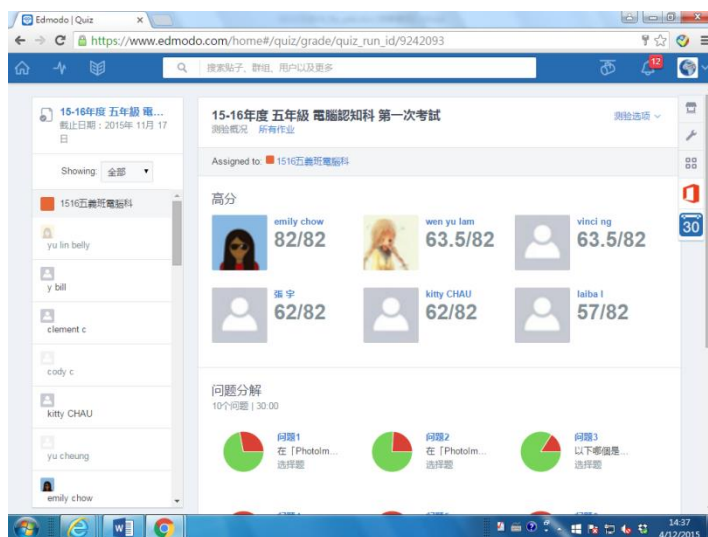 Edmodo | Quiz
https://www.edmodo.com/home#/quiz/grade/quiz_run_id/9242093
搜索帖子、群组、用户以及更多
12
15-16年度 五年級 電...
截止日期：2015年 11月 17
日
Showing: 全部
1516五義班電腦科
yu lin belly
y bill
clement c
cody c
kitty CHAU
yu cheung
emily chow
15-16年度 五年級 電腦認知科 第一次考試
测验概况 所有作业
测验选项
Assigned to: 1516五義班電腦科
高分
emily chow
82/82
wen yu lam
63.5/82
vinci ng
63.5/82
張 宇
62/82
kitty CHAU
62/82
laiba l
57/82
问题分解
10个问题 | 30:00
问题1
在「PhotoIm...
选择题
问题2
在「PhotoIm...
选择题
问题3
以下哪個是...
选择题
30
14:37
4/12/2015